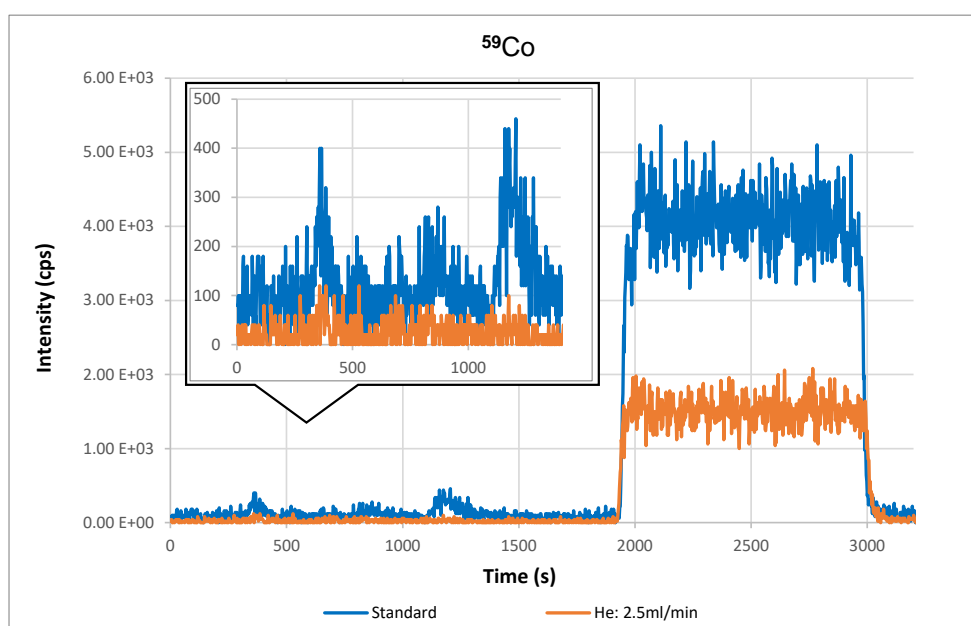 ⁵⁹Co
6.00 E+03
5.00 E+03
4.00 E+03
3.00 E+03
2.00 E+03
1.00 E+03
0.00 E+00
Intensity (cps)
500
400
300
200
100
0
0 500 1000
0 500 1000 1500 2000 2500 3000
Time (s)
Standard He: 2.5ml/min